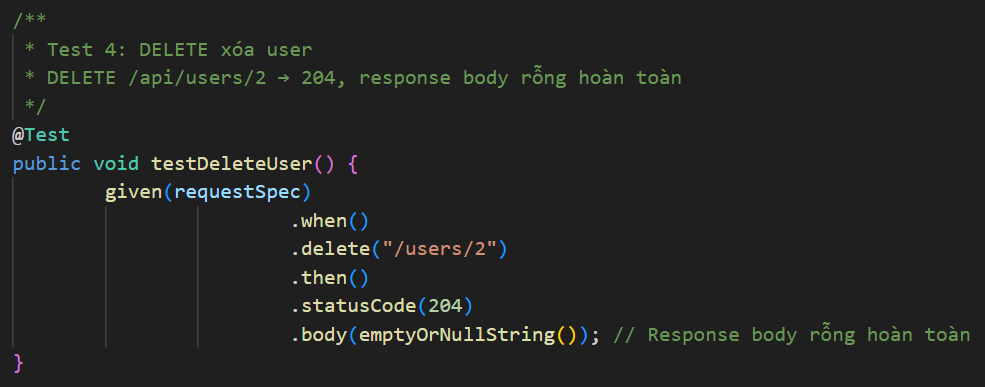 /**
 * Test 4: DELETE xóa user
 * DELETE /api/users/2 → 204, response body rỗng hoàn toàn
 */
@Test
public void testDeleteUser() {
        given(requestSpec)
                        .when()
                        .delete("/users/2")
                        .then()
                        .statusCode(204)
                        .body(emptyOrNullString()); // Response body rỗng hoàn toàn
}